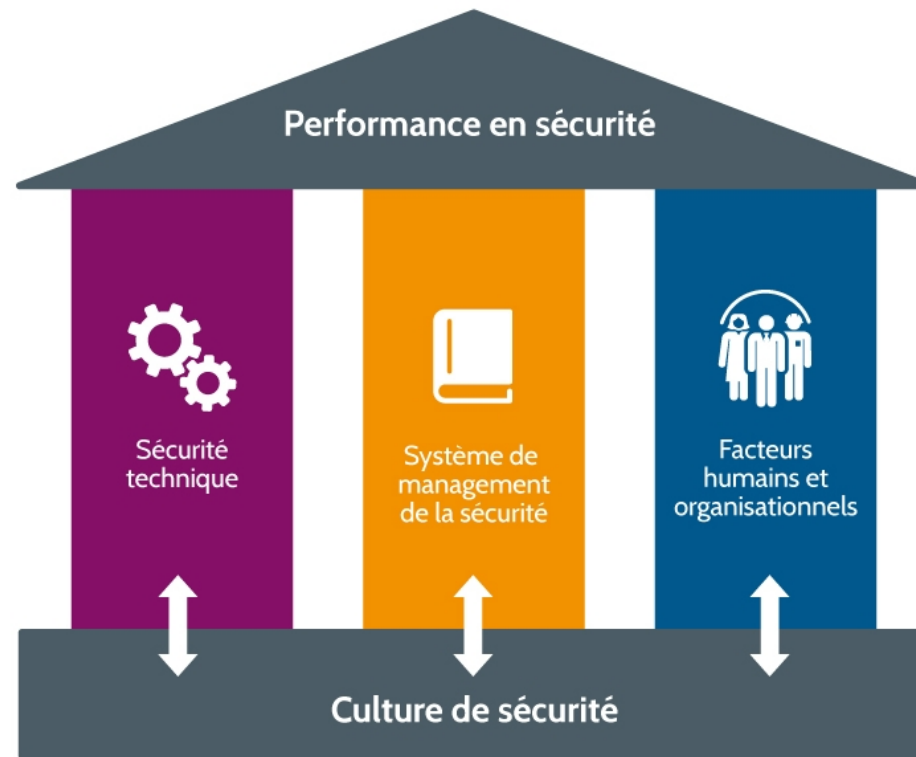 Performance en sécurité
Sécurité
technique
Système de
management
de la sécurité
Facteurs
humains et
organisationnels
Culture de sécurité